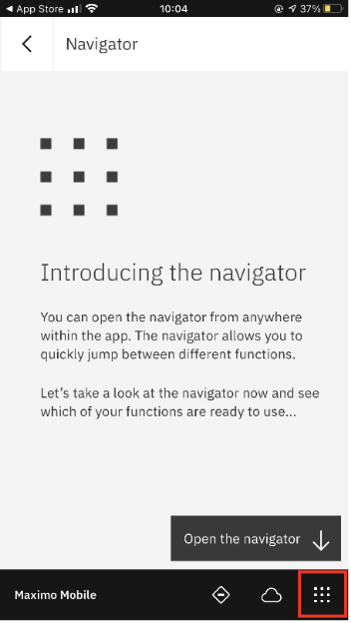 App Store 10:04 37%
Navigator
Introducing the navigator
You can open the navigator from anywhere
within the app. The navigator allows you to
quickly jump between different functions.
Let's take a look at the navigator now and see
which of your functions are ready to use...
Open the navigator
Maximo Mobile